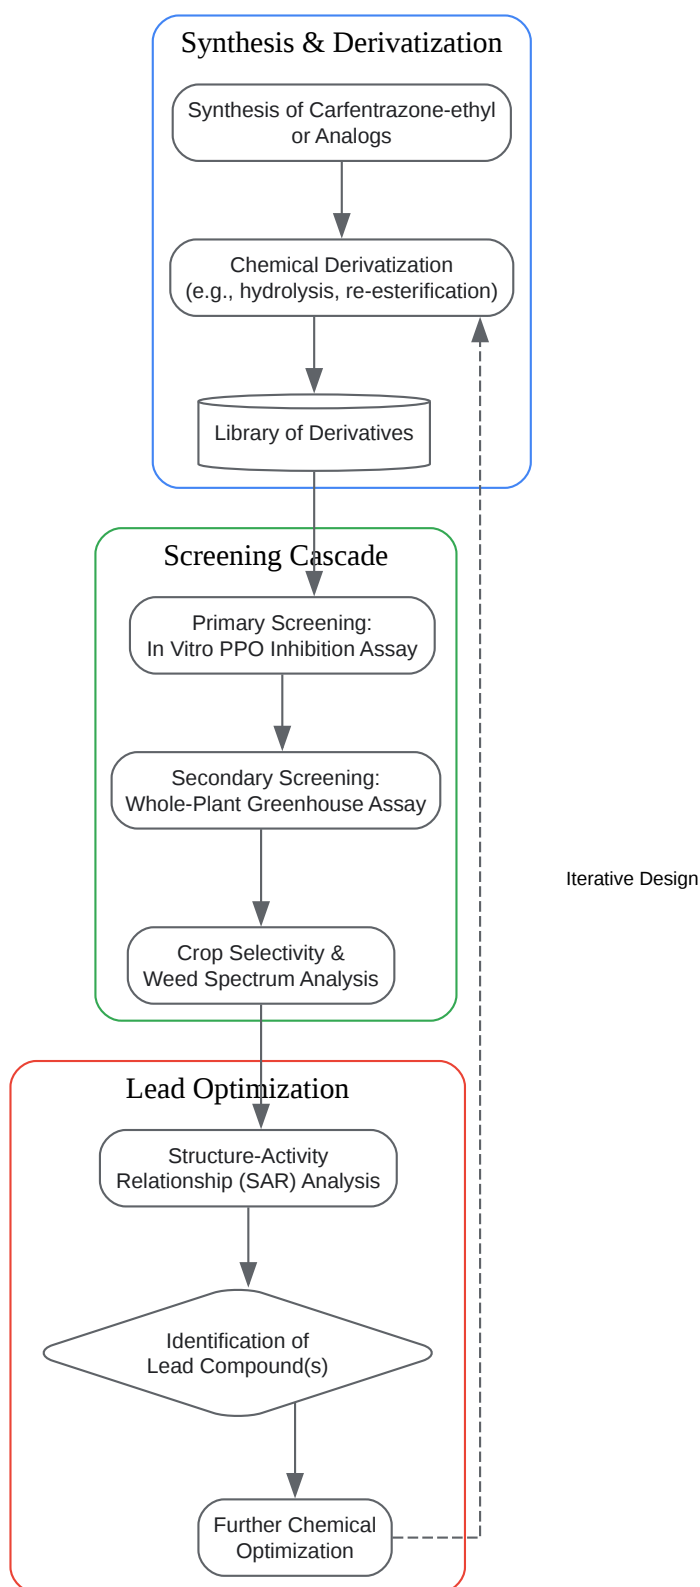 Synthesis & Derivatization
Synthesis of Carfentrazone-ethyl
or Analogs
Chemical Derivatization
(e.g., hydrolysis, re-esterification)
Library of Derivatives
Screening Cascade
Primary Screening:
In Vitro PPO Inhibition Assay
Secondary Screening:
Whole-Plant Greenhouse Assay
Iterative Design
Crop Selectivity &
Weed Spectrum Analysis
Lead Optimization
Structure-Activity
Relationship (SAR) Analysis
Identification of
Lead Compound(s)
Further Chemical
Optimization